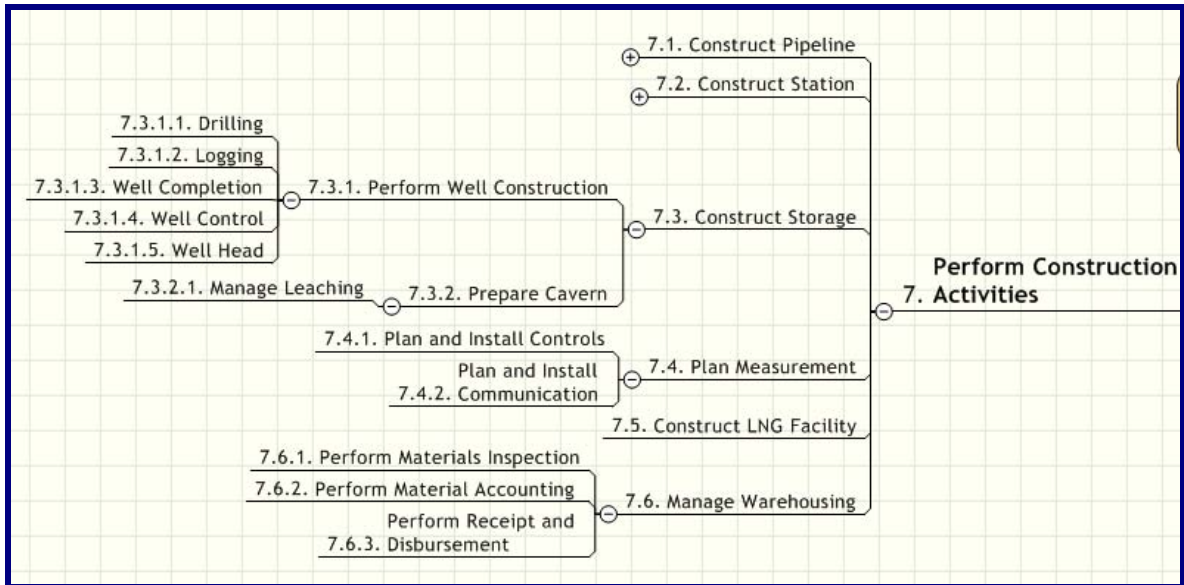 7.1. Construct Pipeline
7.2. Construct Station
7.3.1.1. Drilling
7.3.1.2. Logging
7.3.1.3. Well Completion
7.3.1.4. Well Control
7.3.1.5. Well Head
7.3.1. Perform Well Construction
7.3. Construct Storage
7.3.2.1. Manage Leaching
7.3.2. Prepare Cavern
Perform Construction
7. Activities
7.4.1. Plan and Install Controls
Plan and Install
7.4.2. Communication
7.4. Plan Measurement
7.5. Construct LNG Facility
7.6.1. Perform Materials Inspection
7.6.2. Perform Material Accounting
Perform Receipt and
7.6.3. Disbursement
7.6. Manage Warehousing